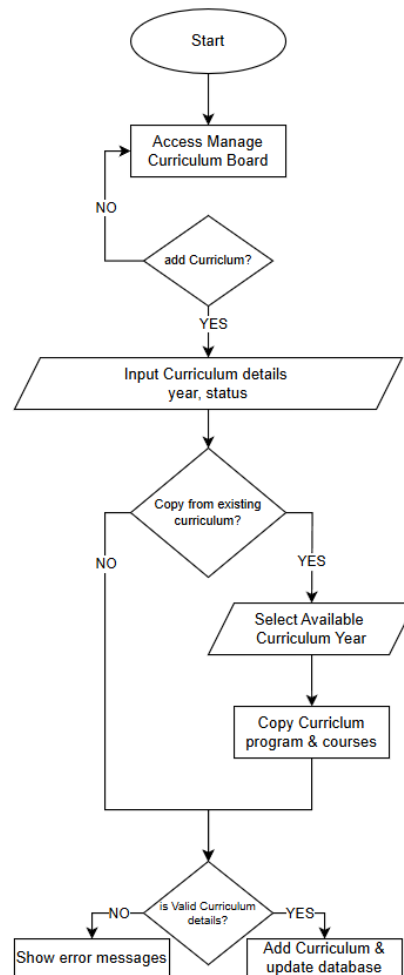 Start
Access Manage
Curriculum Board
NO
add Curriclum?
YES
Input Curriculum details
year, status
Copy from existing
curriculum?
NO
YES
Select Available
Curriculum Year
Copy Curriclum
program & courses
is Valid Curriculum
details?
NO
YES
Show error messages
Add Curriculum &
update database